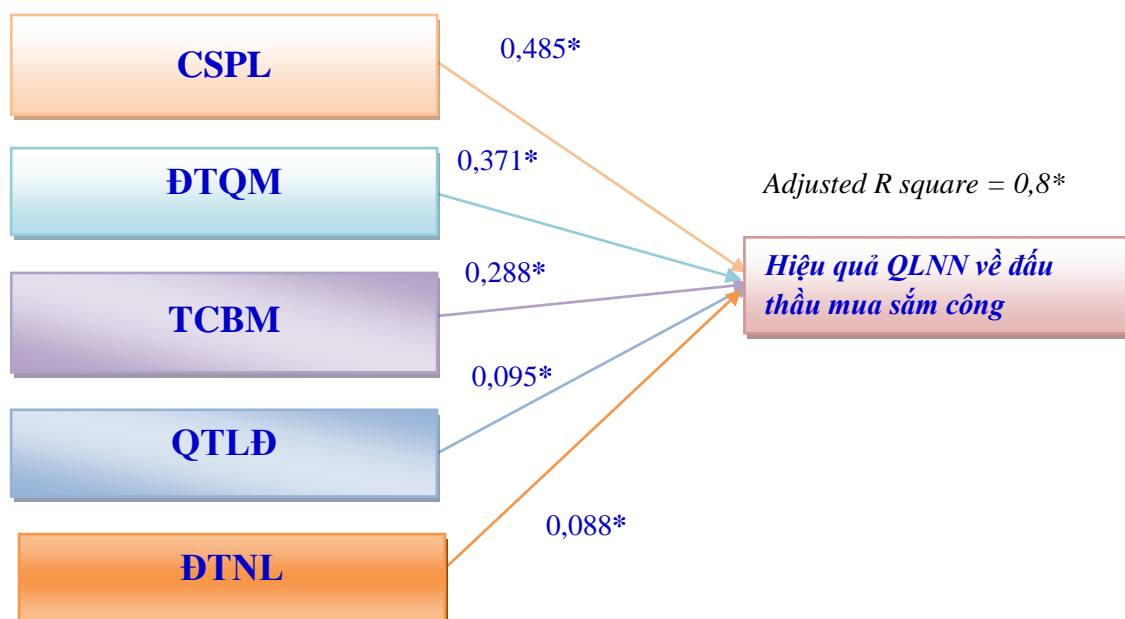 CSPL
0,485*
ĐTQM
0,371*
Adjusted R square = 0,8*
TCBM
0,288*
Hiệu quả QLNN về đấu
thầu mua sắm công
QTLĐ
0,095*
ĐTNL
0,088*